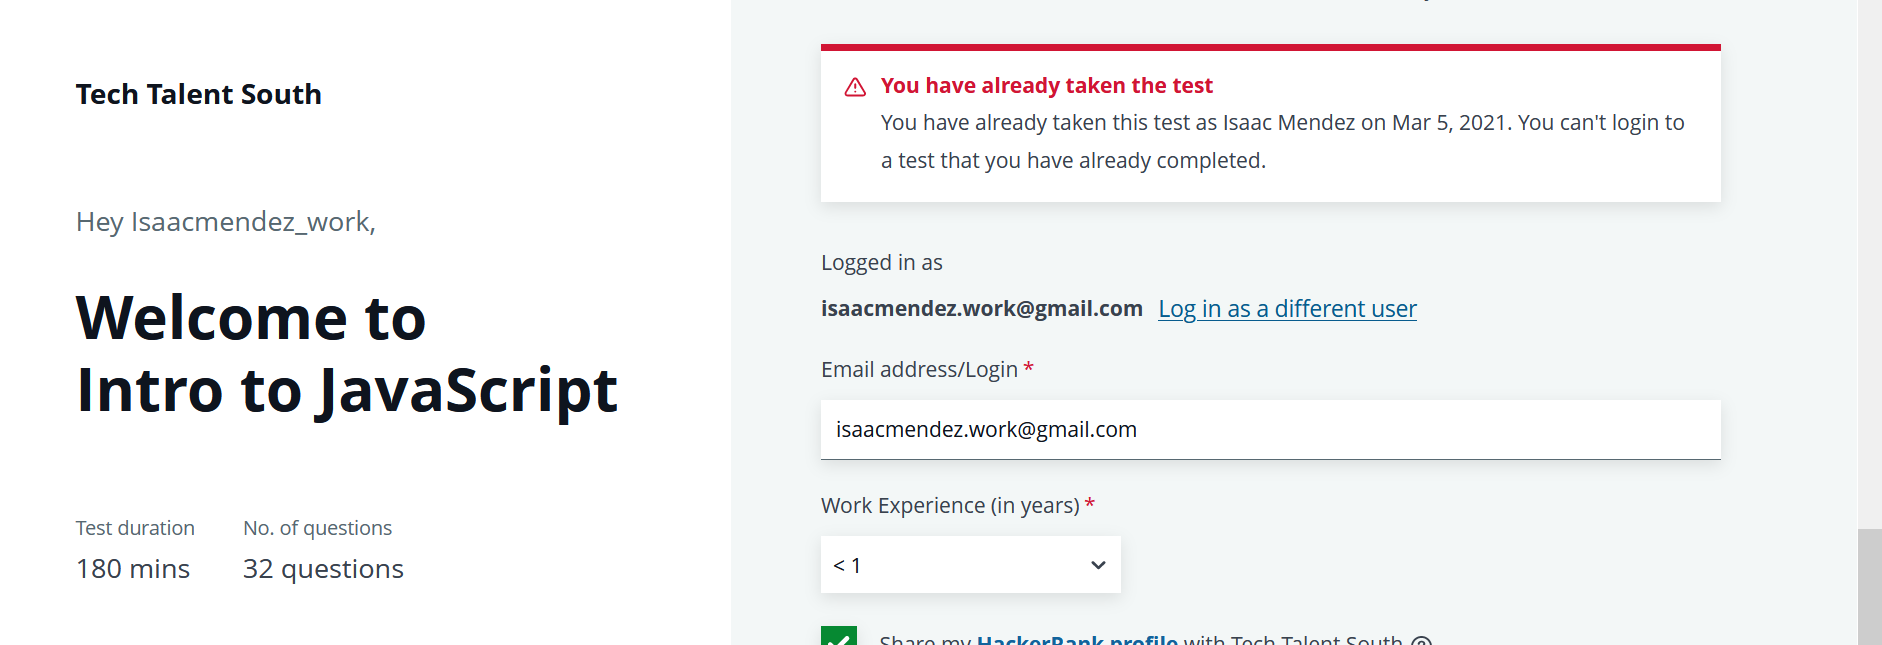 Tech Talent South
Hey Isaacmendez_work,
Welcome to
Intro to JavaScript
Test duration
No. of questions
180 mins
32 questions
You have already taken the test
You have already taken this test as Isaac Mendez on Mar 5, 2021. You can't login to
a test that you have already completed.
Logged in as
isaacmendez.work@gmail.com Log in as a different user
Email address/Login *
isaacmendez.work@gmail.com
Work Experience (in years) *
< 1
Share my HackerRank profile with Tech Talent South